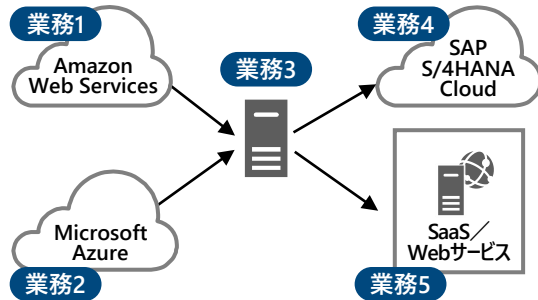 業務1
Amazon
Web Services
業務2
Microsoft
Azure
業務3
業務4
SAP
S/4HANA
Cloud
業務5
SaaS／
Webサービス